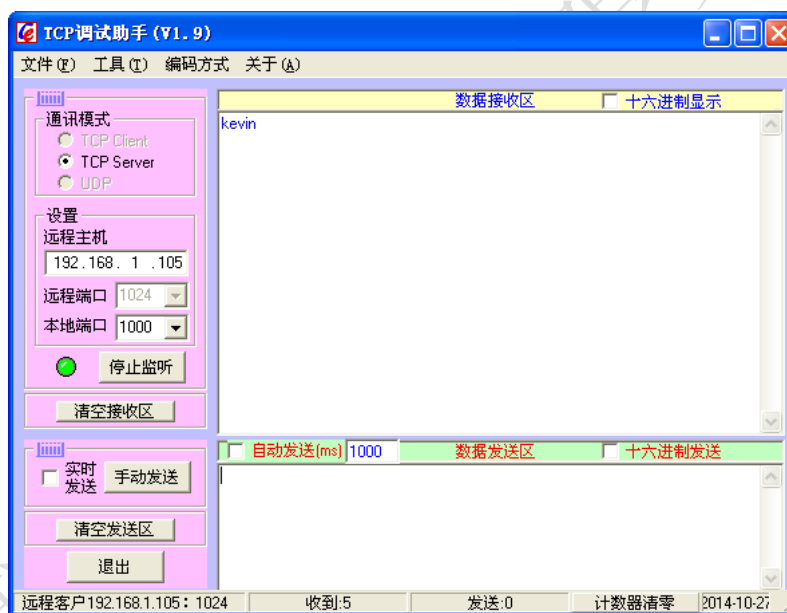 TCP调试助手(V1.9)
文件(F) 工具(T) 编码方式 关于(A)
通讯模式
TCP Client
TCP Server
UDP
设置
远程主机
192.168. 1 .105
远程端口 1024
本地端口 1000
停止监听
清空接收区
数据接收区 十六进制显示
kevin
自动发送(ms) 1000 数据发送区 十六进制发送
实时发送 手动发送
清空发送区
退出
远程客户192.168.1.105：1024 收到:5 发送:0 计数器清零 2014-10-27